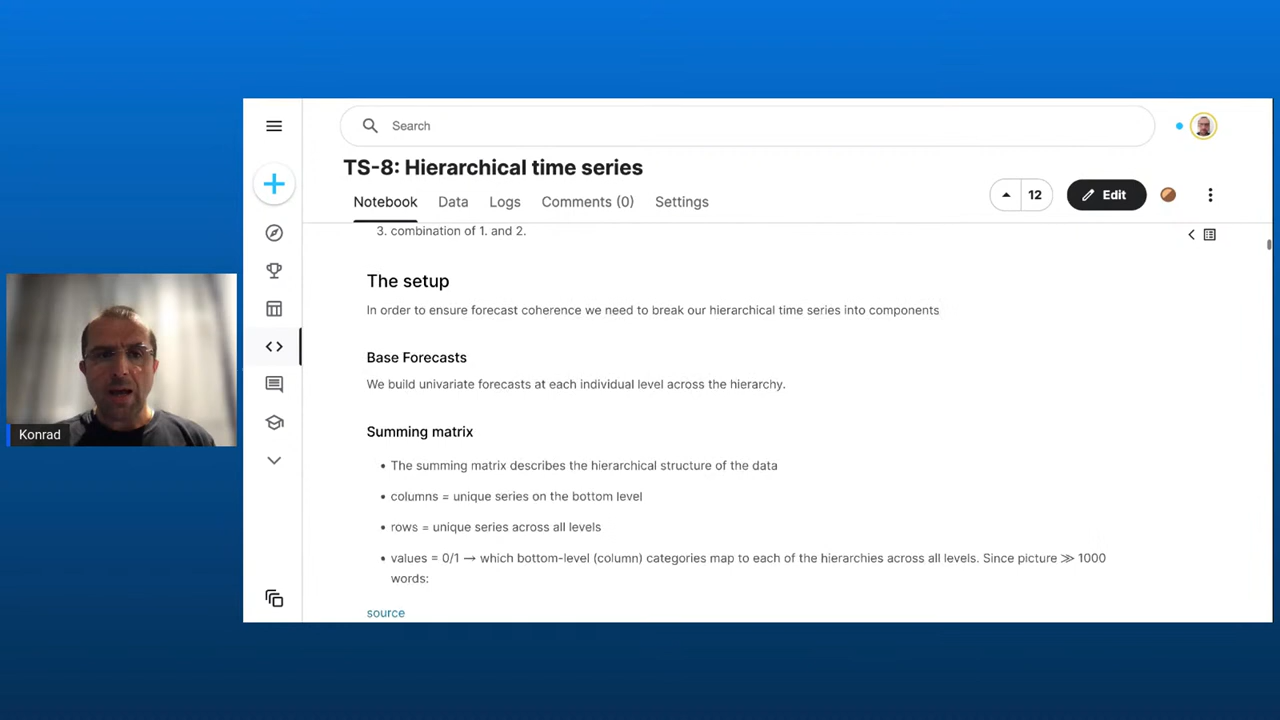 Search
TS-8: Hierarchical time series
Notebook Data Logs Comments (0) Settings
12
Edit
3. combination of 1. and 2.
The setup
In order to ensure forecast coherence we need to break our hierarchical time series into components
Base Forecasts
We build univariate forecasts at each individual level across the hierarchy.
Summing matrix
• The summing matrix describes the hierarchical structure of the data
• columns = unique series on the bottom level
• rows = unique series across all levels
• values = 0/1 → which bottom-level (column) categories map to each of the hierarchies across all levels. Since picture ≫ 1000
words:
source
Konrad